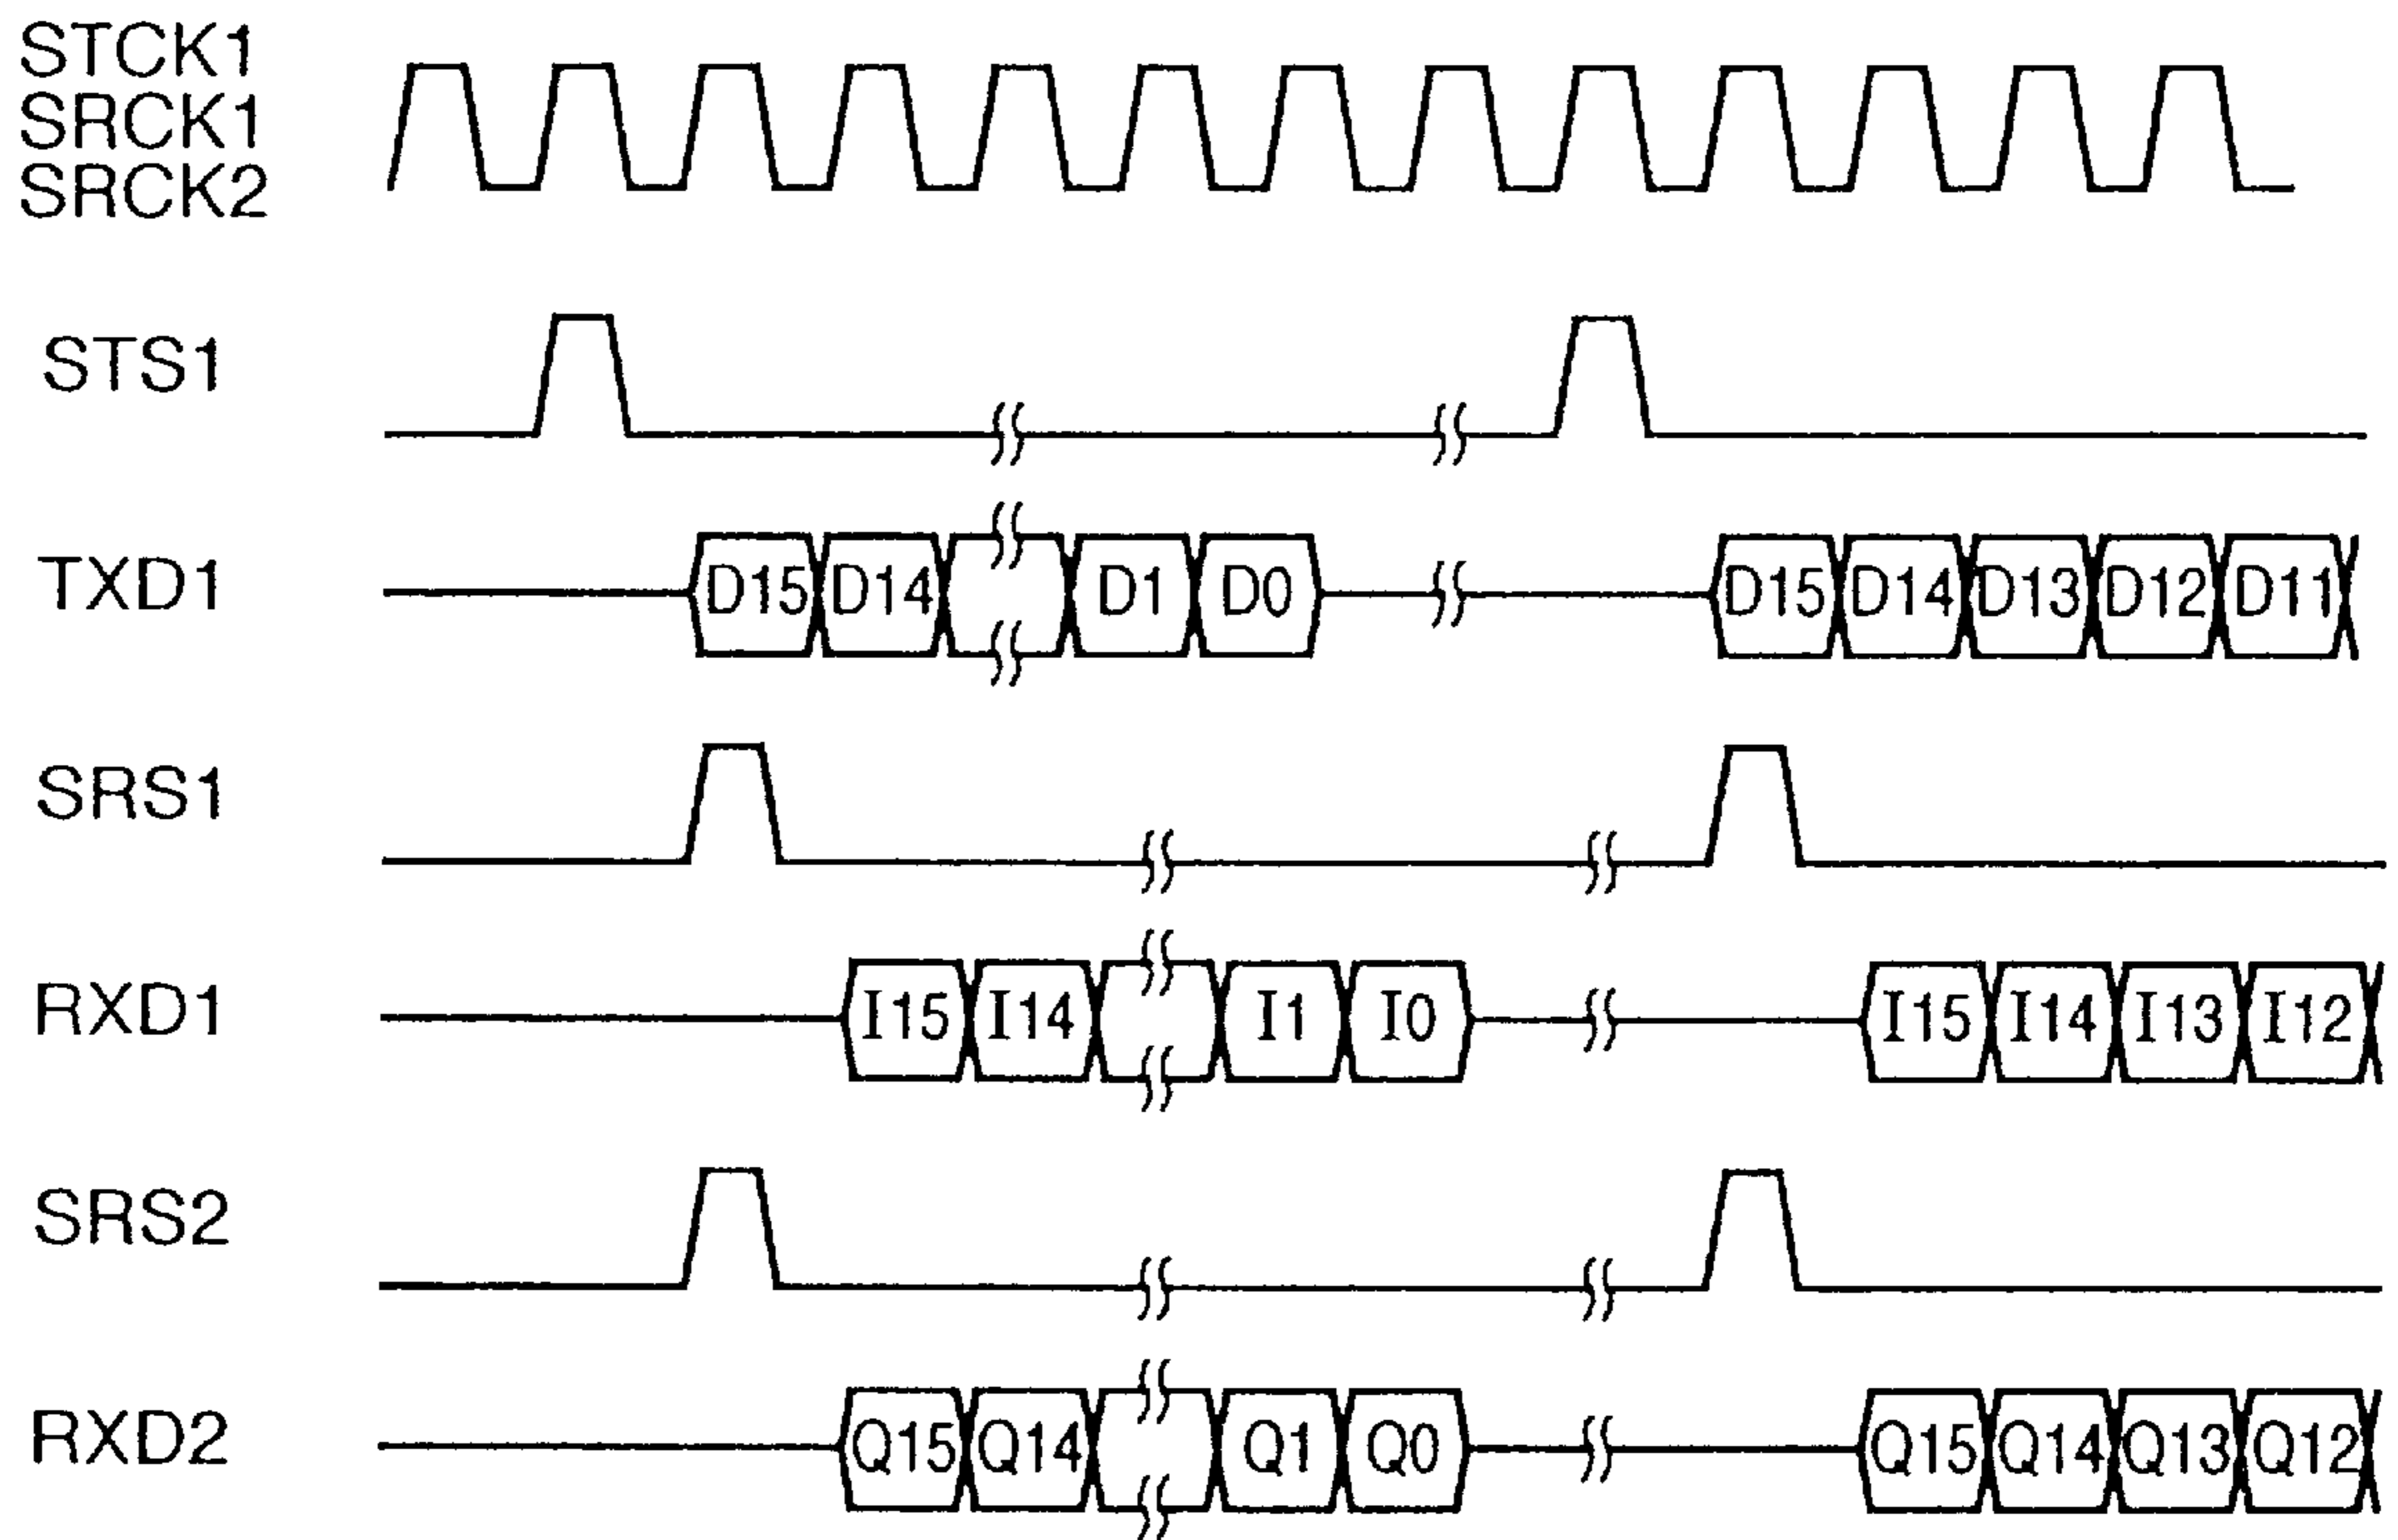 STCK1
SRCK1
SRCK2
STS1
TXD1 D15 D14 D1 D0 D15 D14 D13 D12 D11
SRS1
RXD1 I15 I14 I1 I0 I15 I14 I13 I12
SRS2
RXD2 Q15 Q14 Q1 Q0 Q15 Q14 Q13 Q12